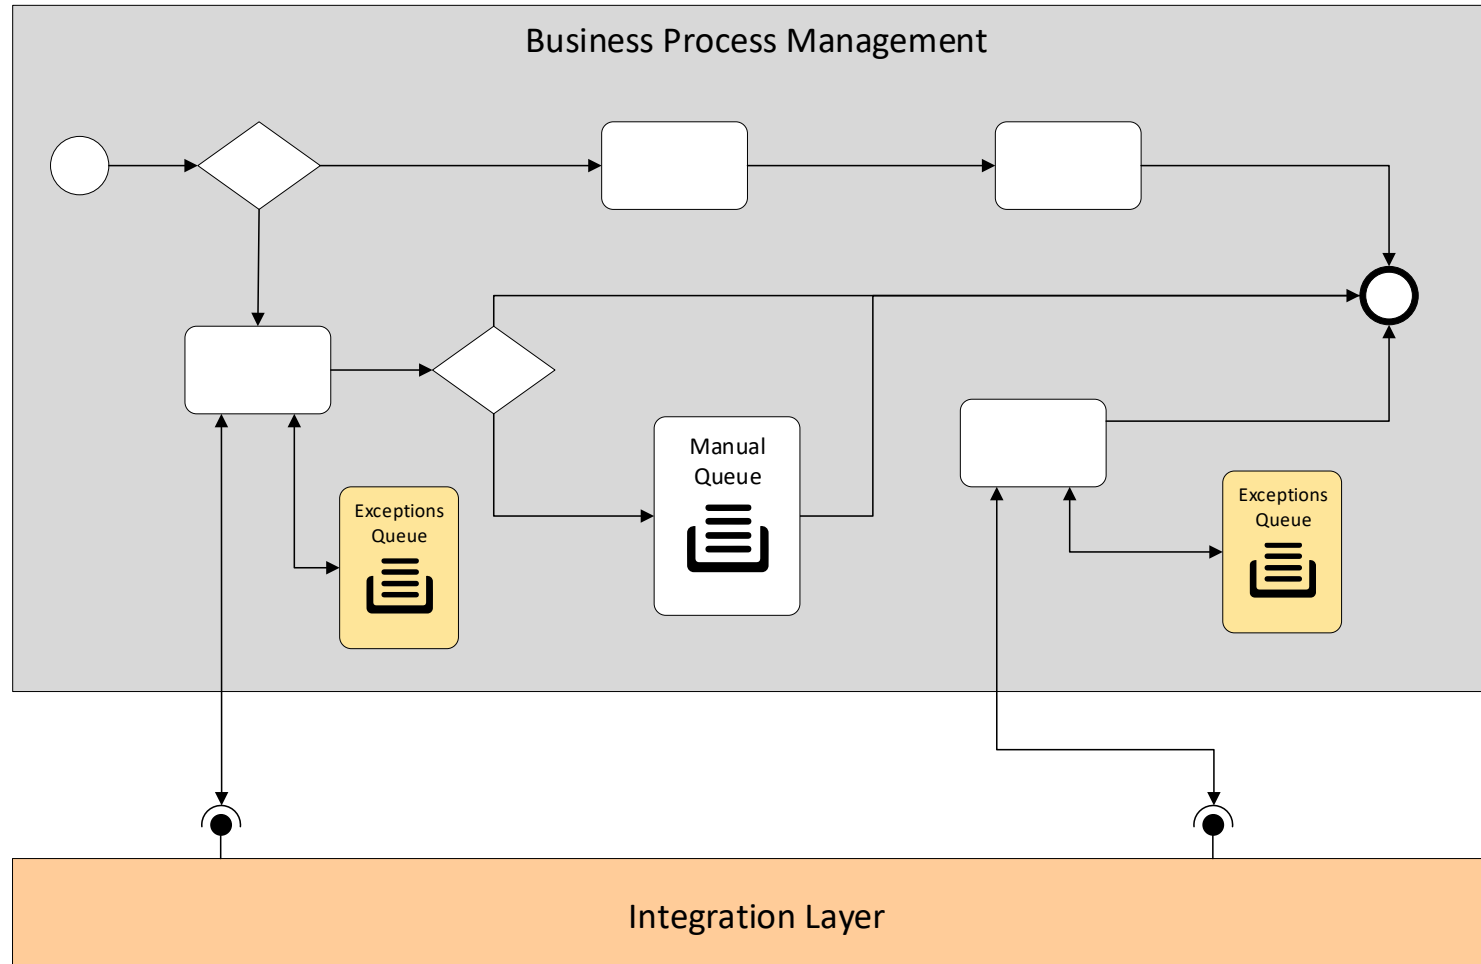 Business Process Management
Manual
Queue
Exceptions
Queue
Exceptions
Queue
Integration Layer